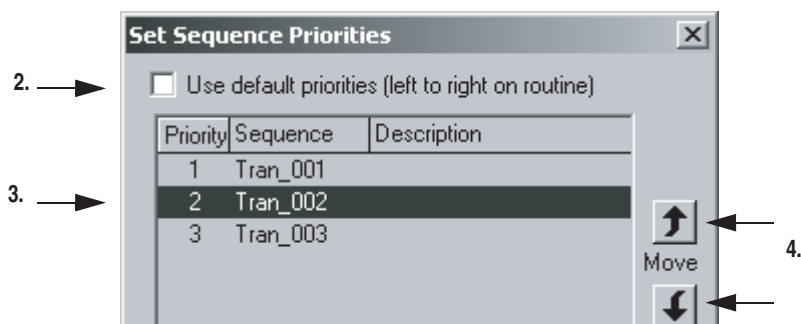 Set Sequence Priorities
2.
Use default priorities (left to right on routine)
Priority Sequence Description
1 Tran_001
3.
2 Tran_002
3 Tran_003
4.
Move